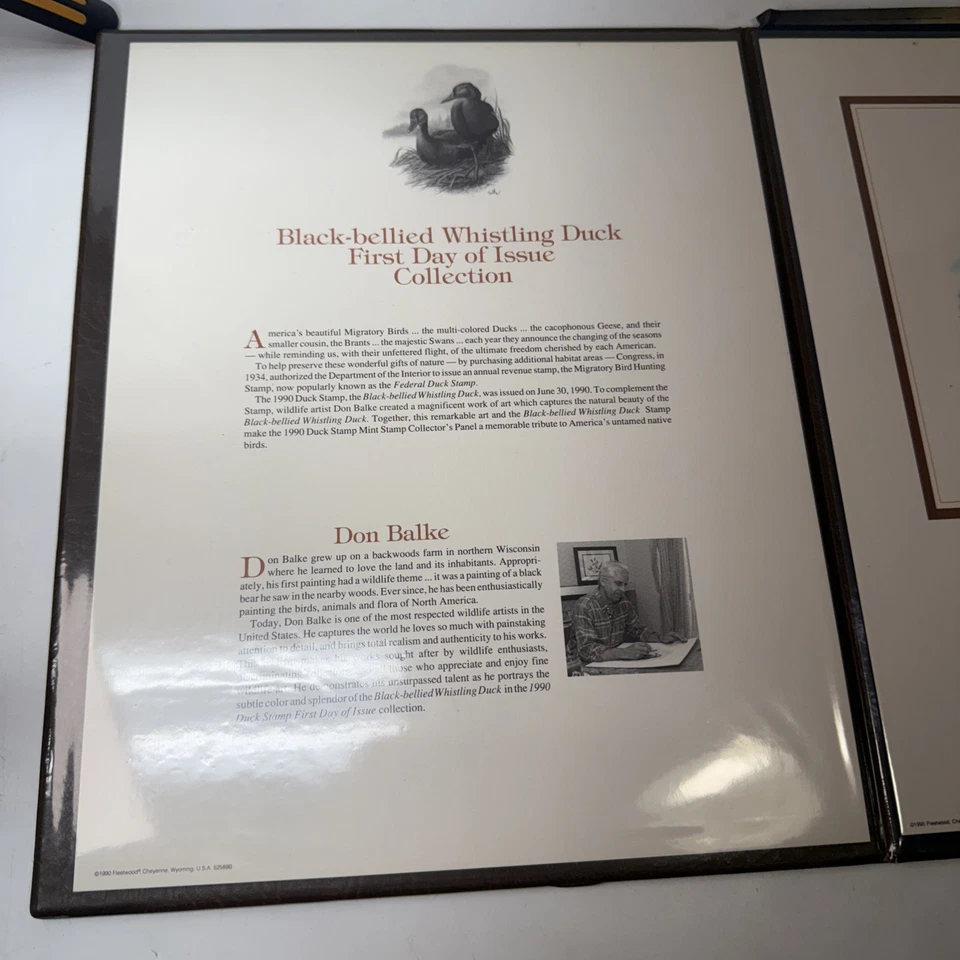 Black-bellied Whistling Duck
First Day of Issue
Collection
America's beautiful Migratory Birds ... the multi-colored Ducks ... the cacophonous Geese, and their
smaller cousin, the Brants ... the majestic Swans ... each year they announce the changing of the seasons
— while reminding us, with their unfettered flight, of the ultimate freedom cherished by each American.
To help preserve these wonderful gifts of nature — by purchasing additional habitat areas — Congress, in
1934, authorized the Department of the Interior to issue an annual revenue stamp, the Migratory Bird Hunting
Stamp, now popularly known as the Federal Duck Stamp.
The 1990 Duck Stamp, the Black-bellied Whistling Duck, was issued on June 30, 1990. To complement the
Stamp, wildlife artist Don Balke created a magnificent work of art which captures the natural beauty of the
Black-bellied Whistling Duck. Together, this remarkable art and the Black-bellied Whistling Duck Stamp
make the 1990 Duck Stamp Mint Stamp Collector's Panel a memorable tribute to America's untamed native
birds.
Don Balke
Don Balke grew up on a backwoods farm in northern Wisconsin
where he learned to love the land and its inhabitants. Appropri-
ately, his first painting had a wildlife theme ... it was a painting of a black
bear he saw in the nearby woods. Ever since, he has been enthusiastically
painting the birds, animals and flora of North America.
Today, Don Balke is one of the most respected wildlife artists in the
United States. He captures the world he loves so much with painstaking
attention to detail, and brings total realism and authenticity to his works.
his sought after by wildlife enthusiasts,
those who appreciate and enjoy fine
He demonstrates his unsurpassed talent as he portrays the
subtle color and splendor of the Black-bellied Whistling Duck in the 1990
Duck Stamp First Day of Issue collection.
©1990 Fleetwood® Cheyenne, Wyoming, U.S.A. 525890
©1990 Fleetwood,